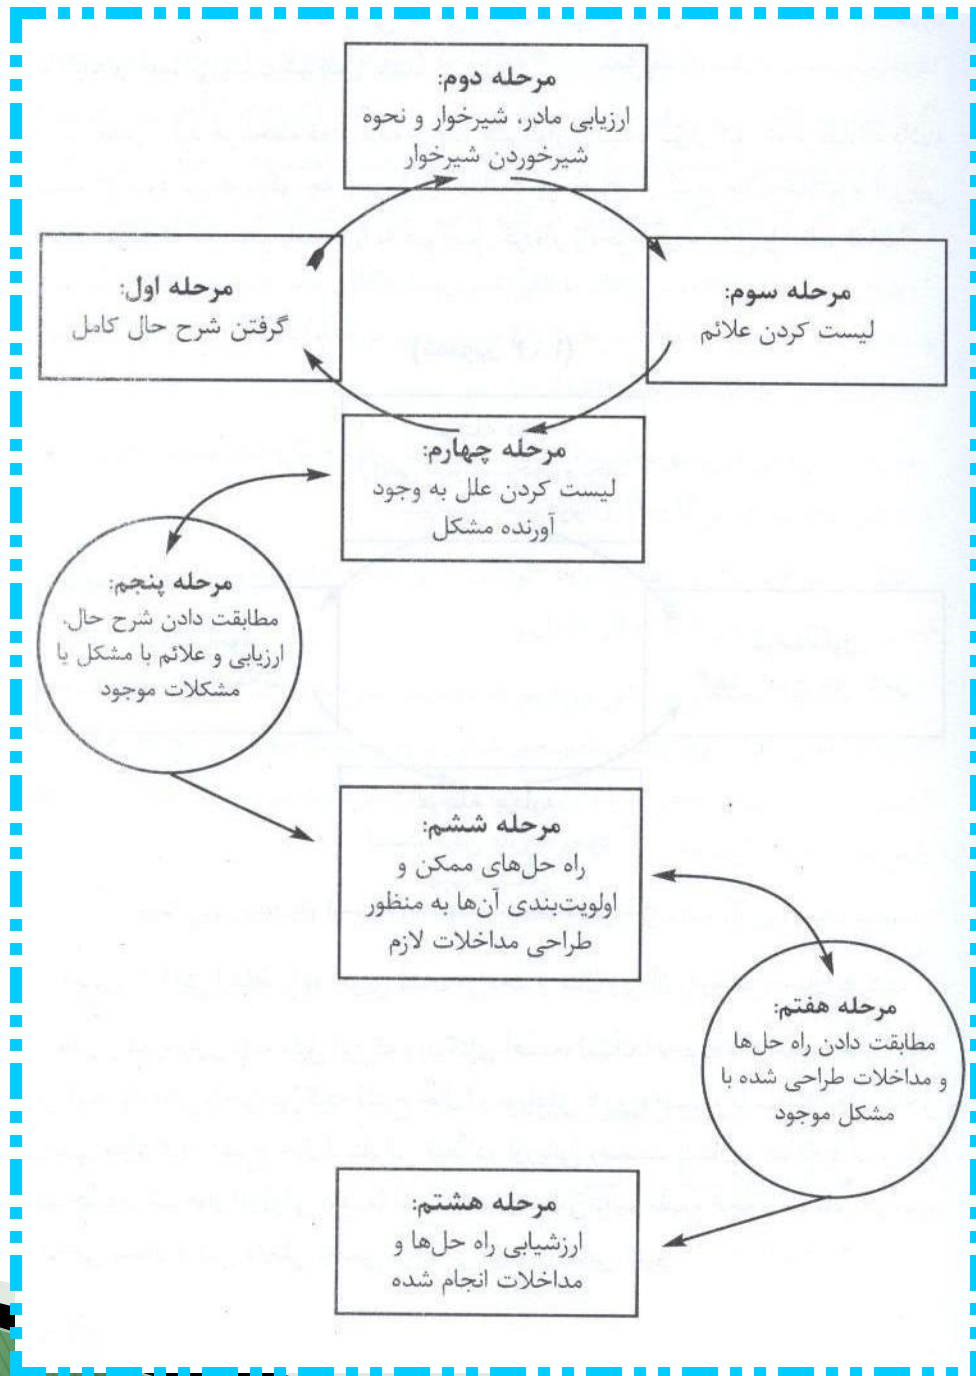 مرحله دوم:
ارزیابی مادر، شیرخوار و نحوه
شیرخوردن شیرخوار
مرحله اول:
گرفتن شرح حال کامل
مرحله سوم:
لیست کردن علائم
مرحله چهارم:
لیست کردن علل به وجود
آورنده مشکل
مرحله پنجم:
مطابقت دادن شرح حال،
ارزیابی و علائم با مشکل یا
مشکلات موجود
مرحله ششم:
راه حل‌های ممکن و
اولویت‌بندی آن‌ها به منظور
طراحی مداخلات لازم
مرحله هفتم:
مطابقت دادن راه حل‌ها
و مداخلات طراحی شده با
مشکل موجود
مرحله هشتم:
ارزشیابی راه حل‌ها و
مداخلات انجام شده